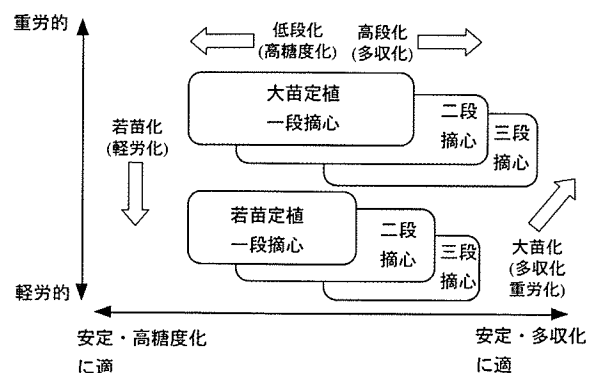 重労的
低段化
(高糖度化)
高段化
(多収化)
大苗定植
一段摘心
二段
摘心
三段
摘心
若苗化
(軽労化)
若苗定植
一段摘心
二段
摘心
三段
摘心
大苗化
(多収化
重労化)
軽労的
安定・高糖度化
に適
安定・多収化
に適